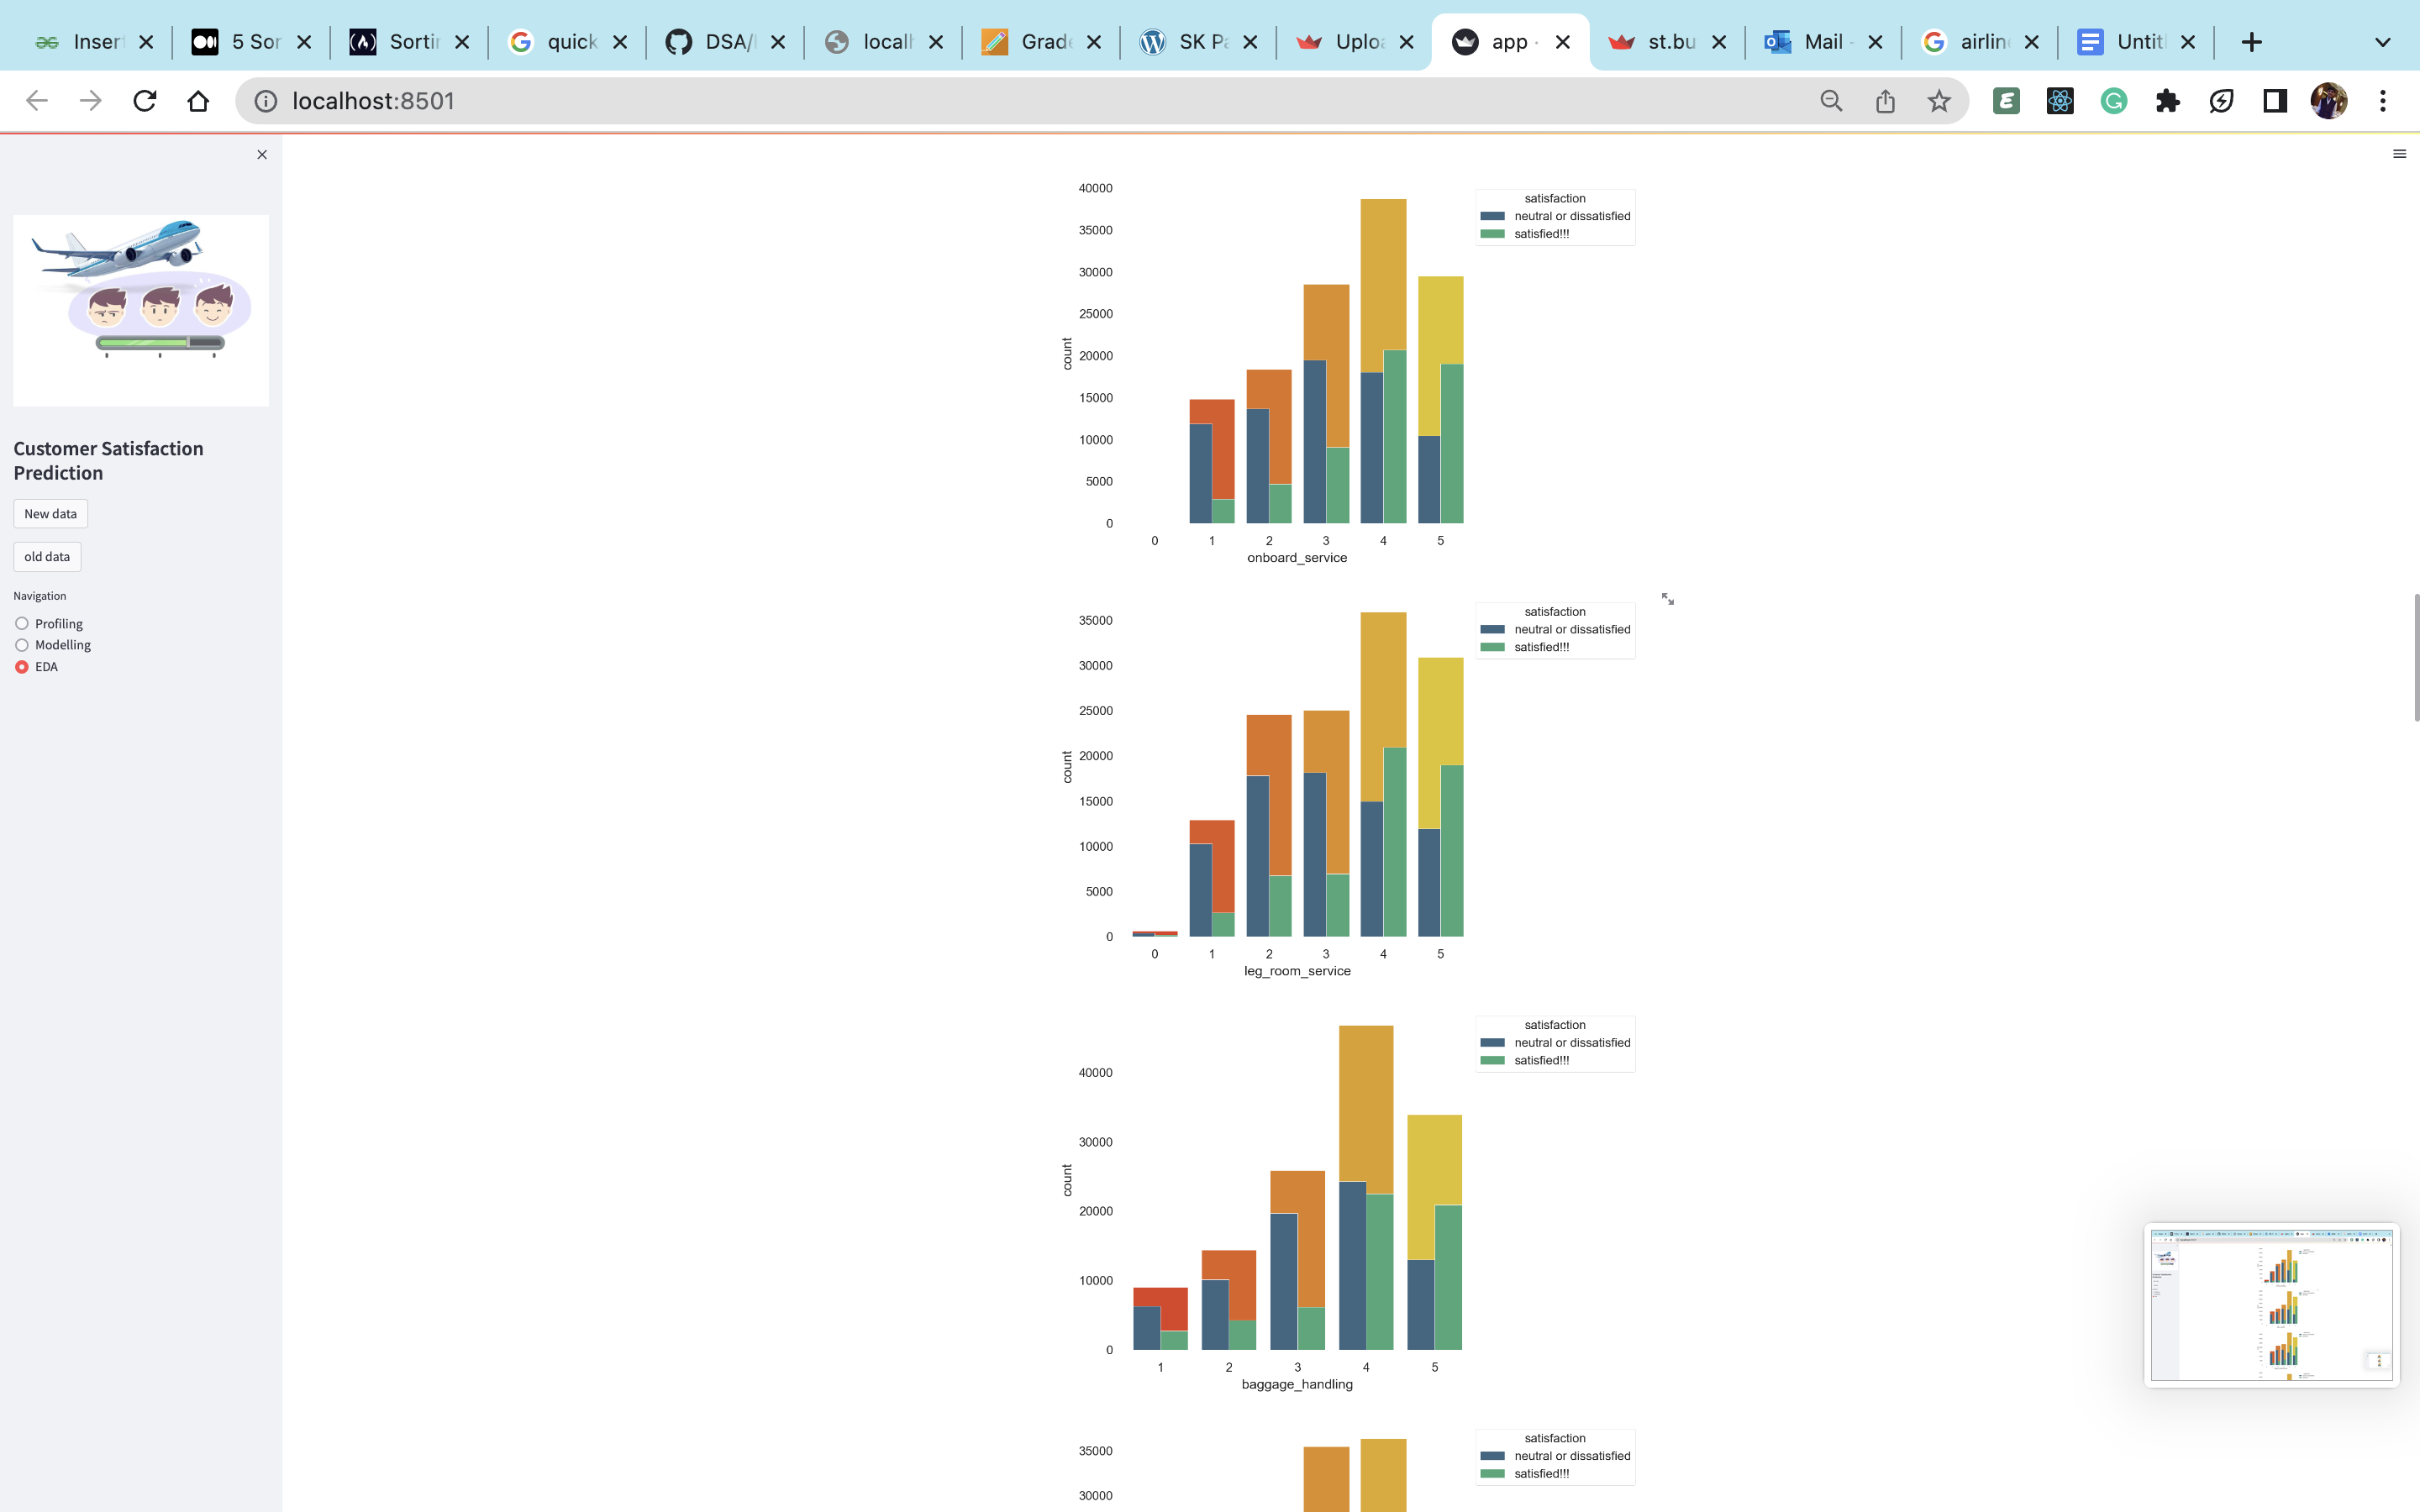 Inser
5 Sor
Sortir
quick
DSA/
localh
Grade
SK Pa
Uploa
app -
st.bu
Mail -
airlin
Untit
localhost:8501
Customer Satisfaction
Prediction
New data
old data
Navigation
Profiling
Modelling
EDA
40000
35000
30000
25000
20000
15000
10000
5000
0
count
0 1 2 3 4 5
onboard_service
satisfaction
neutral or dissatisfied
satisfied!!!
35000
30000
25000
20000
15000
10000
5000
0
count
0 1 2 3 4 5
leg_room_service
satisfaction
neutral or dissatisfied
satisfied!!!
40000
30000
20000
10000
0
count
1 2 3 4 5
baggage_handling
satisfaction
neutral or dissatisfied
satisfied!!!
35000
30000
satisfaction
neutral or dissatisfied
satisfied!!!